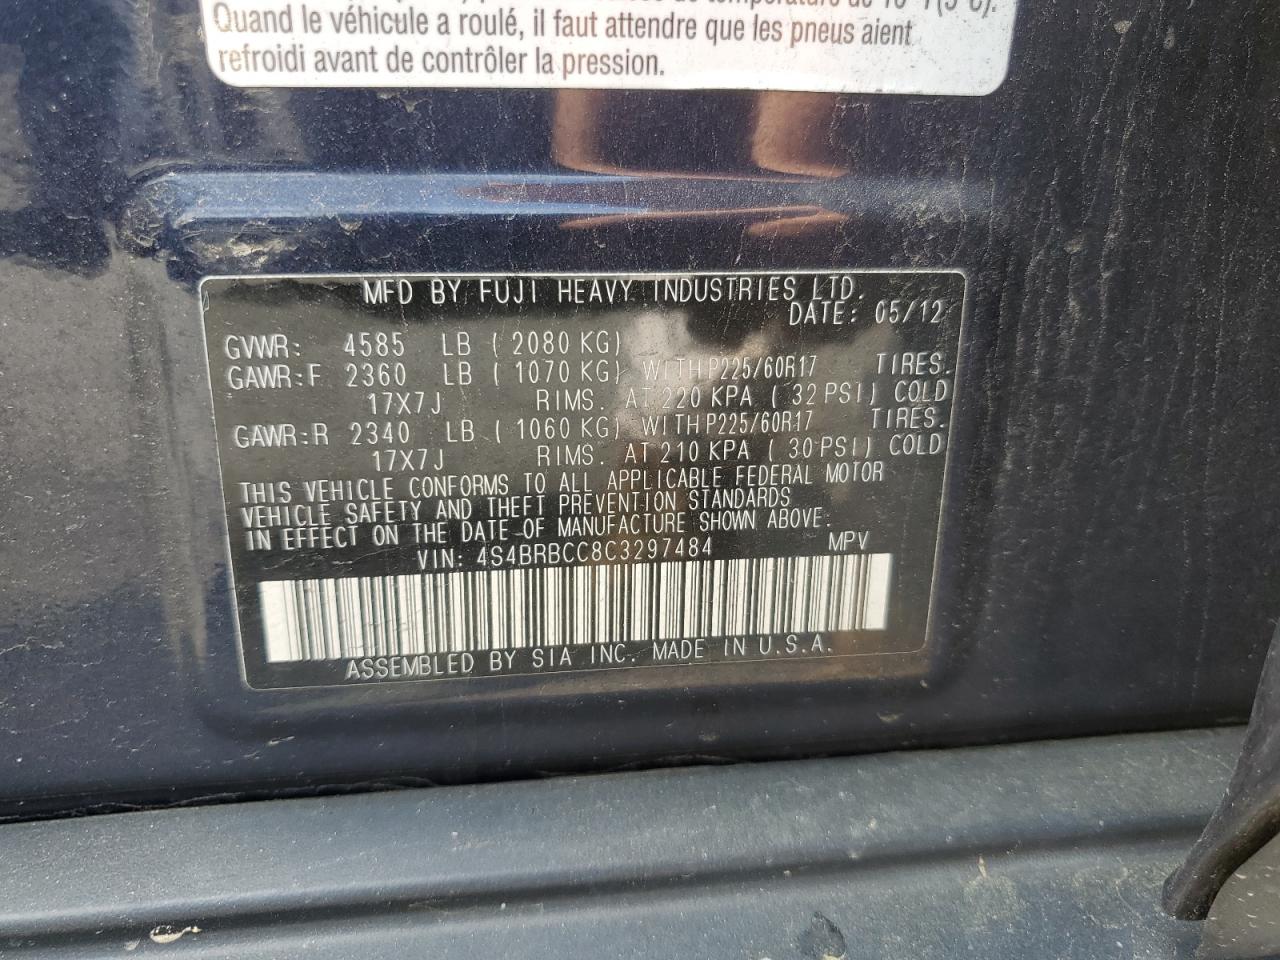 Quand le véhicule a roulé, il faut attendre que les pneus aient
refroidi avant de contrôler la pression.
MFD BY FUJI HEAVY INDUSTRIES LTD.
DATE: 05/12
GVWR: 4585 LB ( 2080 KG)
GAWR:F 2360 LB ( 1070 KG) WITH P225/60R17 TIRES.
17X7J RIMS. AT 220 KPA ( 32 PSI) COLD
GAWR:R 2340 LB ( 1060 KG) WITH P225/60R17 TIRES.
17X7J RIMS. AT 210 KPA ( 30 PSI) COLD
THIS VEHICLE CONFORMS TO ALL APPLICABLE FEDERAL MOTOR
VEHICLE SAFETY AND THEFT PREVENTION STANDARDS
IN EFFECT ON THE DATE OF MANUFACTURE SHOWN ABOVE.
VIN: 4S4BRBCC8C3297484 MPV
ASSEMBLED BY SIA INC. MADE IN U.S.A.